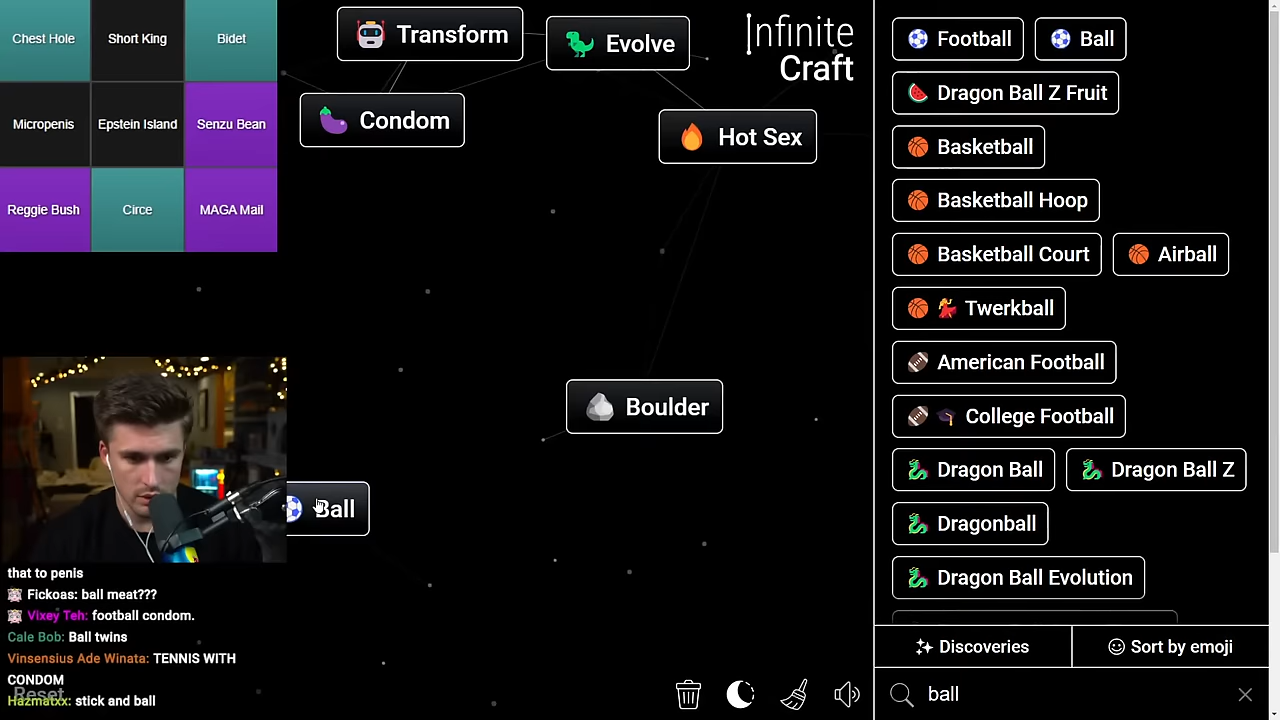 Chest Hole
Short King
Bidet
Micropenis
Epstein Island
Senzu Bean
Reggie Bush
Circe
MAGA Mail
Transform
Evolve
Condom
Hot Sex
Infinite
Craft
Boulder
Ball
that to penis
Fickoas: ball meat???
Vixey Teh: football condom.
Cale Bob: Ball twins
Vinsensius Ade Winata: TENNIS WITH
CONDOM
Reset
Hazmatxx: stick and ball
Football
Ball
Dragon Ball Z Fruit
Basketball
Basketball Hoop
Basketball Court
Airball
Twerkball
American Football
College Football
Dragon Ball
Dragon Ball Z
Dragonball
Dragon Ball Evolution
Discoveries
Sort by emoji
ball